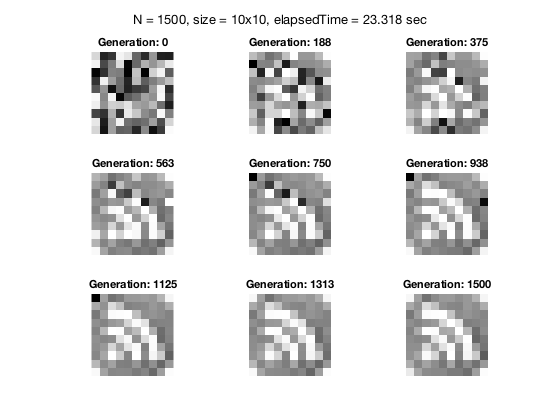 N = 1500, size = 10x10, elapsedTime = 23.318 sec
Generation: 0 Generation: 188 Generation: 375
Generation: 563 Generation: 750 Generation: 938
Generation: 1125 Generation: 1313 Generation: 1500